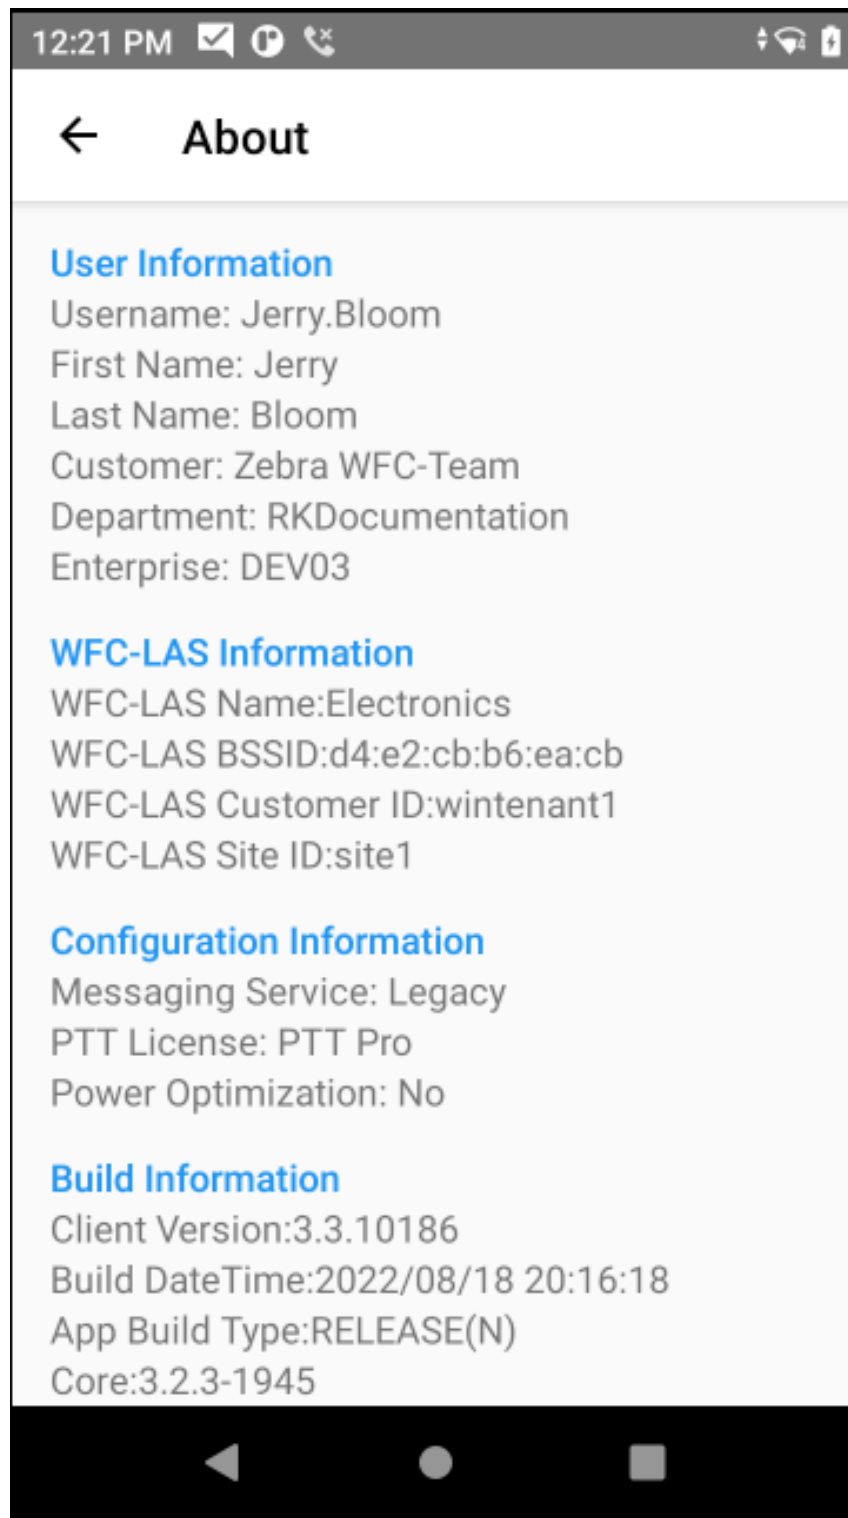 12:21 PM
About
User Information
Username: Jerry.Bloom
First Name: Jerry
Last Name: Bloom
Customer: Zebra WFC-Team
Department: RKDocumentation
Enterprise: DEV03
WFC-LAS Information
WFC-LAS Name:Electronics
WFC-LAS BSSID:d4:e2:cb:b6:ea:cb
WFC-LAS Customer ID:wintenant1
WFC-LAS Site ID:site1
Configuration Information
Messaging Service: Legacy
PTT License: PTT Pro
Power Optimization: No
Build Information
Client Version:3.3.10186
Build DateTime:2022/08/18 20:16:18
App Build Type:RELEASE(N)
Core:3.2.3-1945